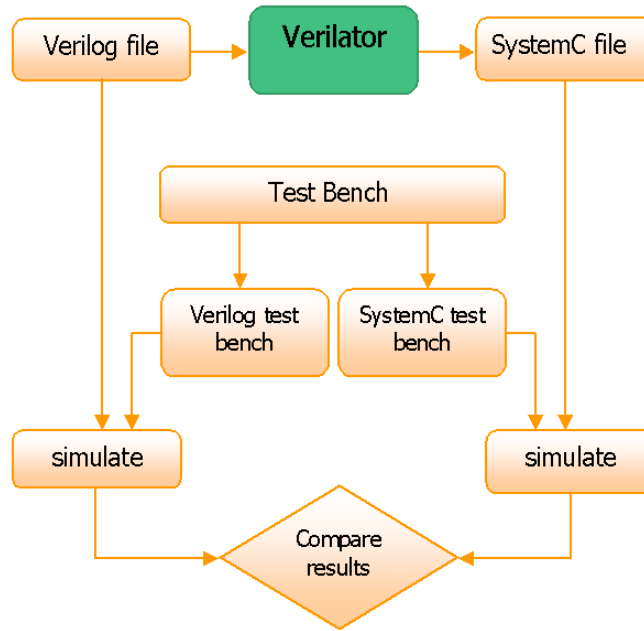 Verilog file
Verilator
SystemC file
Test Bench
Verilog test
bench
SystemC test
bench
simulate
simulate
Compare
results